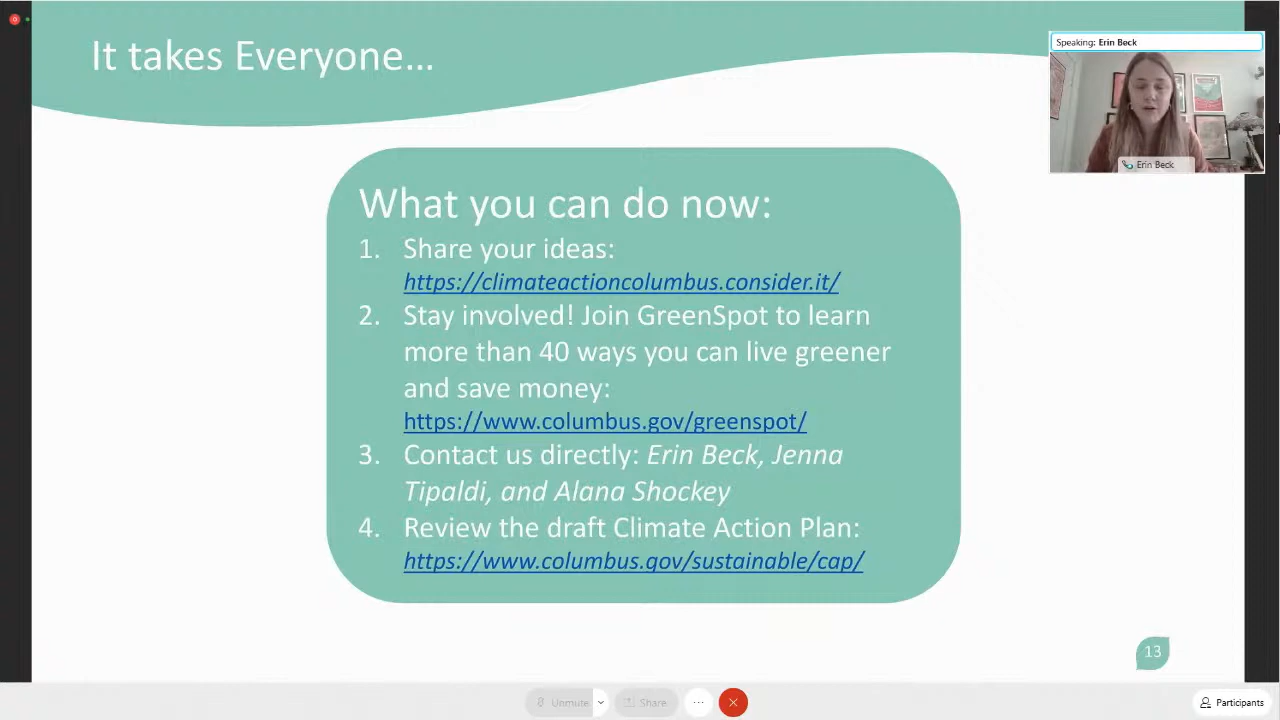 It takes Everyone...
Speaking: Erin Beck
Erin Beck
What you can do now:
1. Share your ideas:
https://climateactioncolumbus.consider.it/
2. Stay involved! Join GreenSpot to learn
more than 40 ways you can live greener
and save money:
https://www.columbus.gov/greenspot/
3. Contact us directly: Erin Beck, Jenna
Tipaldi, and Alana Shockey
4. Review the draft Climate Action Plan:
https://www.columbus.gov/sustainable/cap/
13
Unmute
Share
Participants